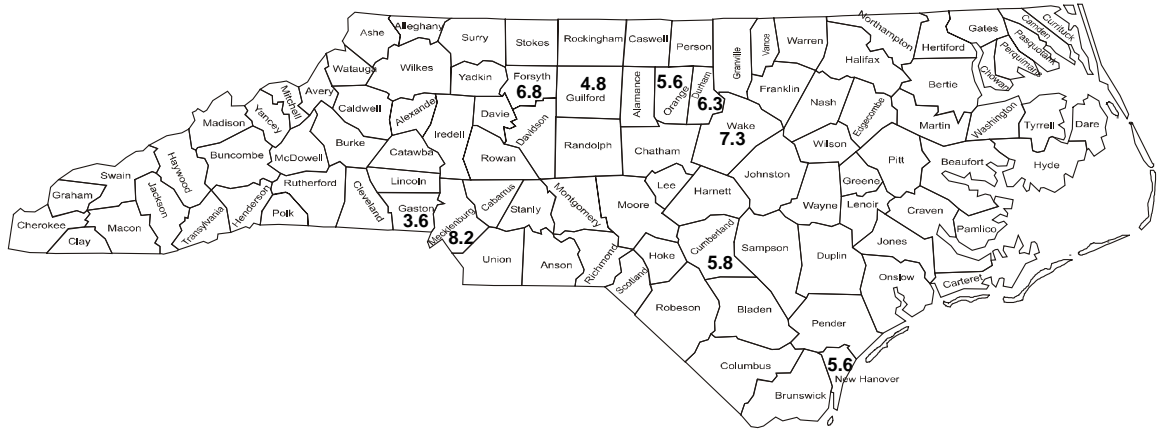 Ashe
Alleghany
Surry
Stokes
Rockingham
Caswell
Person
Granville
Vance
Warren
Northampton
Hertiford
Gates
Camden
Currituck
Pasquotank
Perquimans
Chowan
Halifax
Bertie
Watauga
Wilkes
Yadkin
Forsyth
6.8
4.8
Guilford
Alamance
5.6
Orange
Durham
6.3
Franklin
Nash
Edgecombe
Martin
Washington
Tyrrell
Dare
Mitchell
Avery
Yancey
Madison
Caldwell
Alexander
Iredell
Davie
Davidson
Randolph
Chatham
Wake
7.3
Wilson
Pitt
Beaufort
Hyde
Buncombe
McDowell
Burke
Catawba
Rowan
Haywood
Swain
Graham
Jackson
Rutherford
Lincoln
Cleveland
Gaston
3.6
Mecklenburg
8.2
Cabarrus
Stanly
Montgomery
Moore
Lee
Harnett
Johnston
Wayne
Greene
Lenoir
Craven
Pamlico
Cherokee
Clay
Macon
Transylvania
Henderson
Polk
Union
Anson
Richmond
Scotland
Hoke
Cumberland
5.8
Sampson
Duplin
Jones
Onslow
Carteret
Robeson
Bladen
Pender
Columbus
Brunswick
5.6
New Hanover